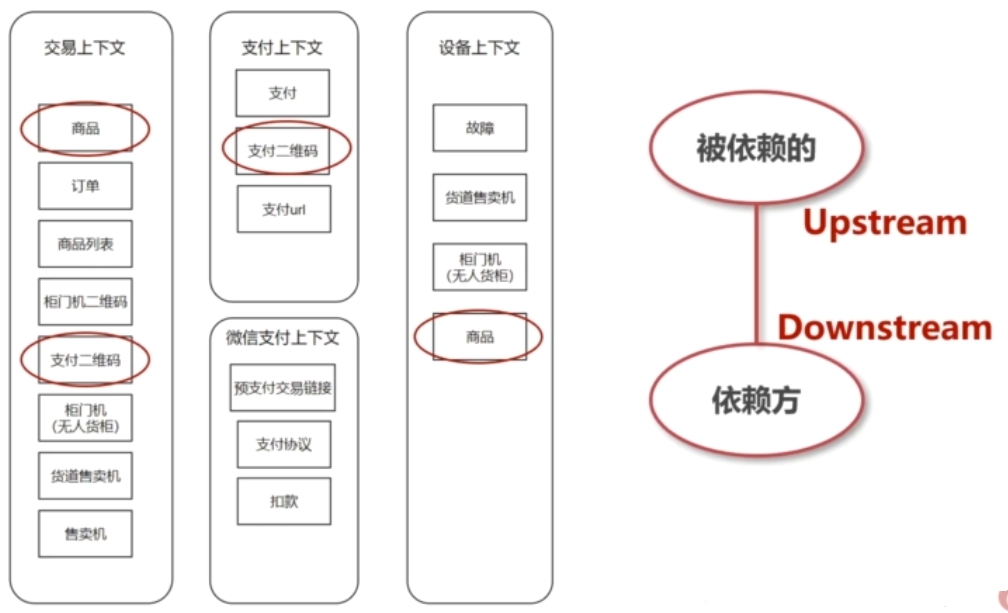 交易上下文
商品
订单
商品列表
柜门机二维码
支付二维码
柜门机
(无人货柜)
货道售卖机
售卖机
支付上下文
支付
支付二维码
支付url
微信支付上下文
预支付交易链接
支付协议
扣款
设备上下文
故障
货道售卖机
柜门机
(无人货柜)
商品
被依赖的
Upstream
Downstream
依赖方